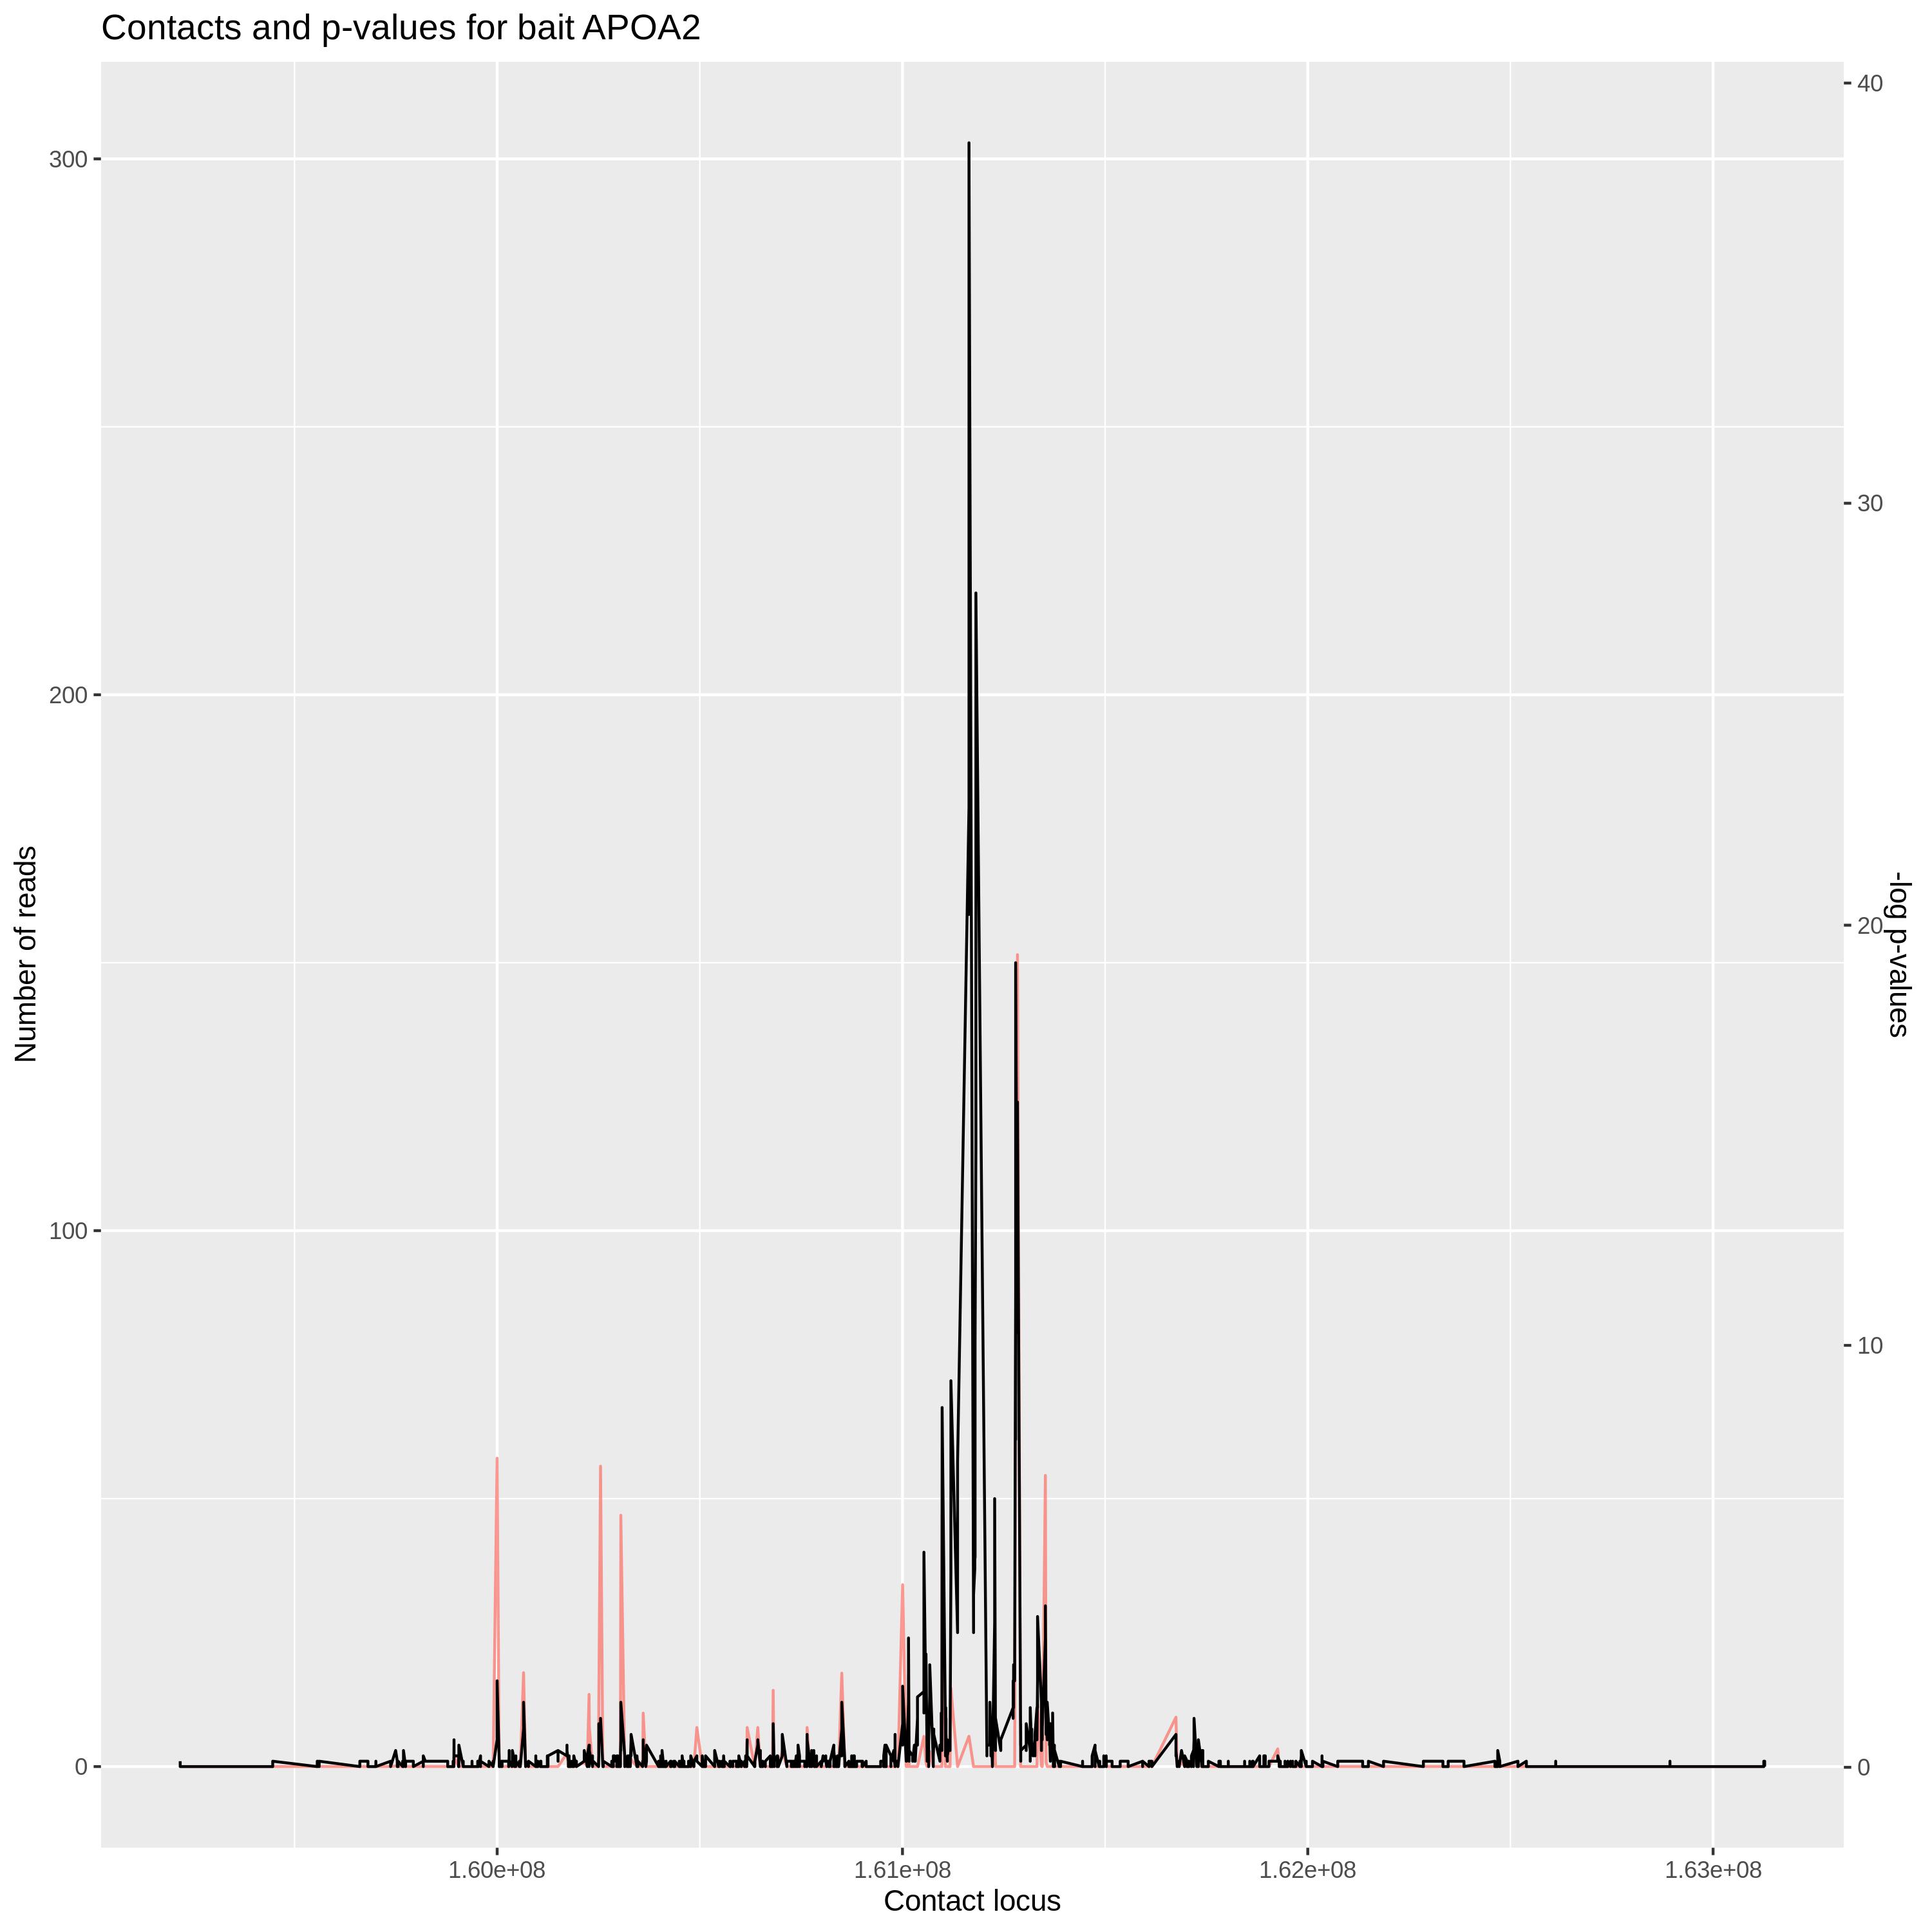 Contacts and p-values for bait APOA2
Number of reads
300
200
100
0
40
30
20
10
0
-log p-values
1.60e+08
1.61e+08
1.62e+08
1.63e+08
Contact locus